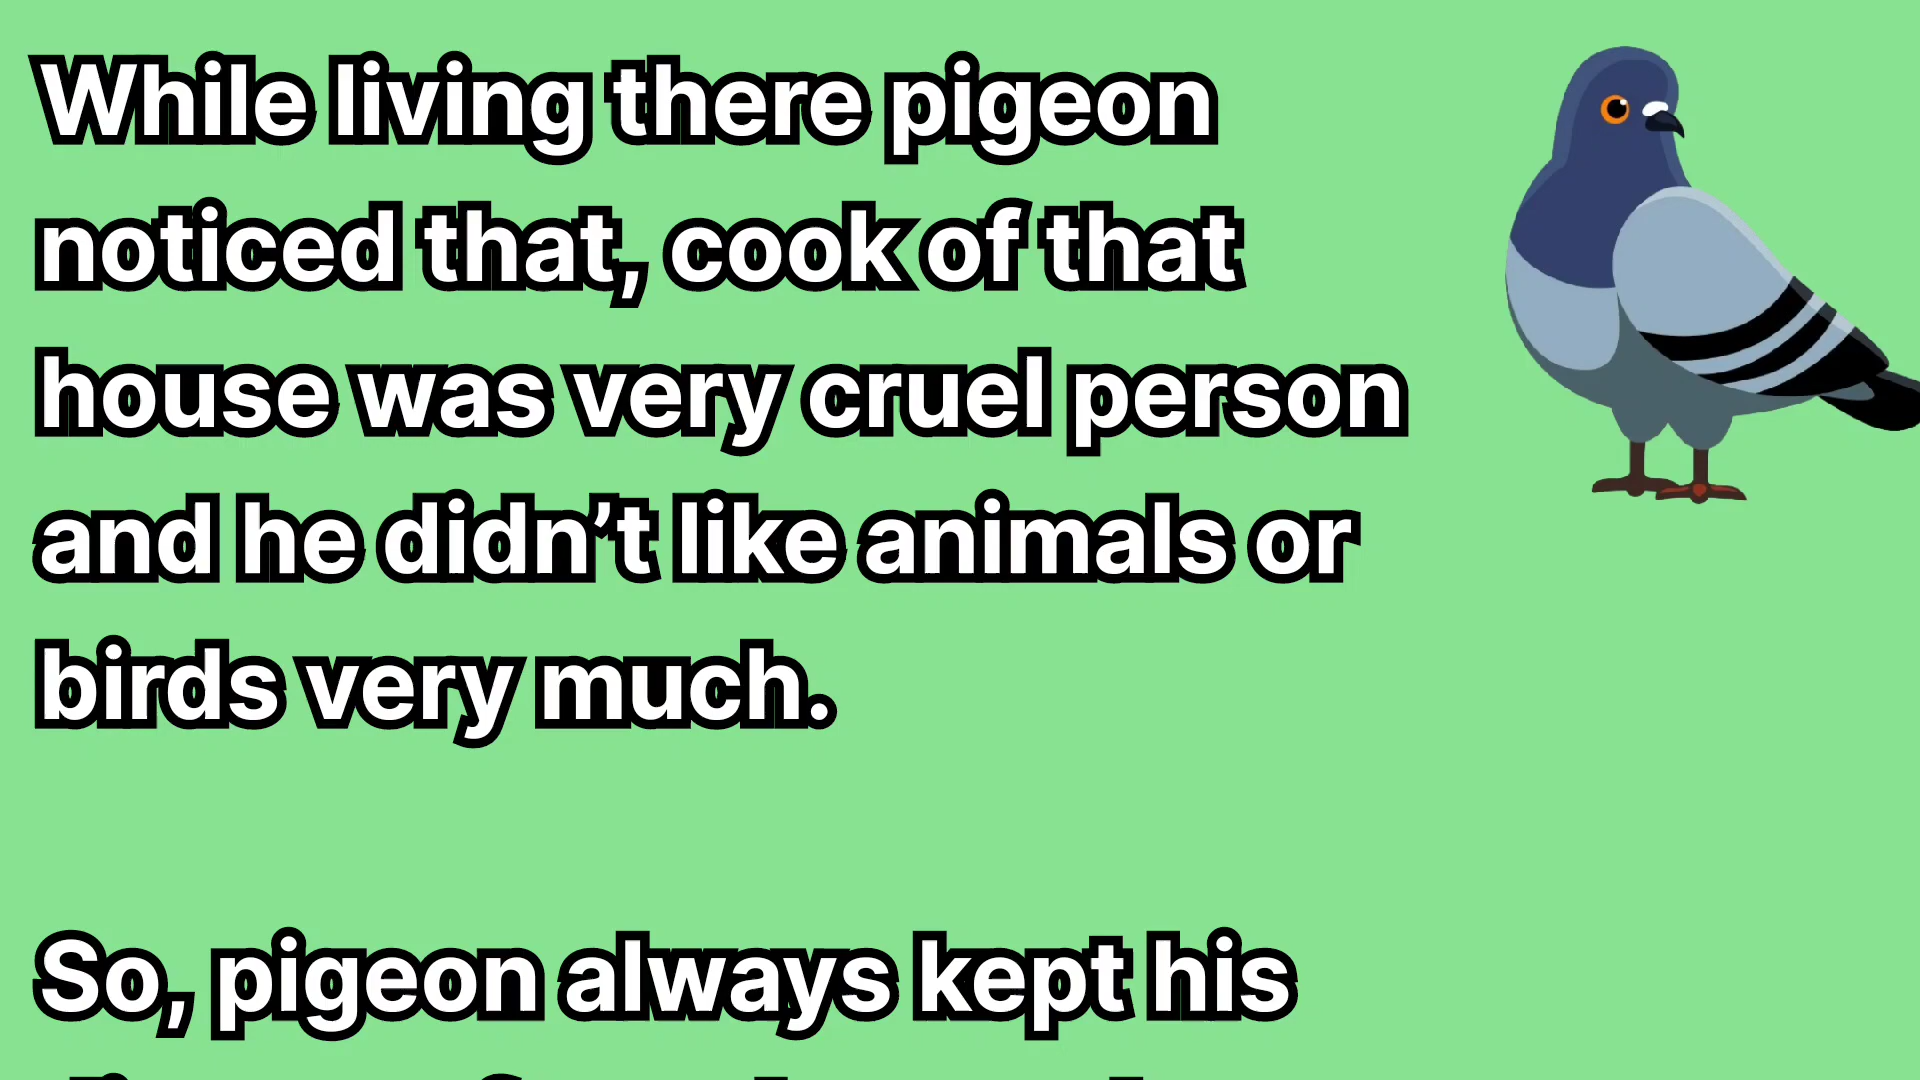 While living there pigeon
noticed that, cook of that
house was very cruel person
and he didn’t like animals or
birds very much.
So, pigeon always kept his